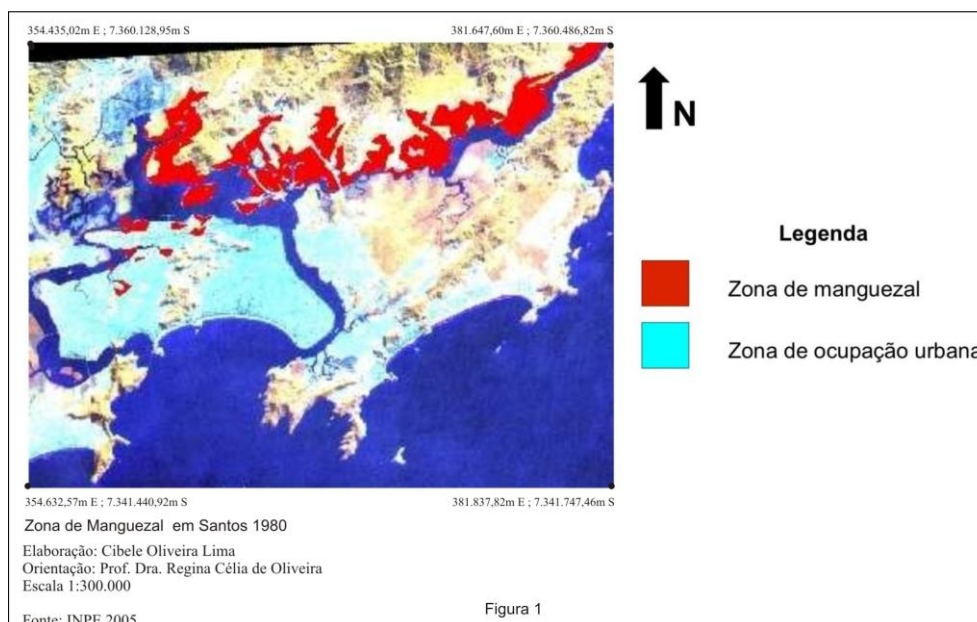 354.435,02m E ; 7.360.128,95m S
381.647,60m E ; 7.360.486,82m S
N
Legenda
Zona de manguezal
Zona de ocupação urbana
354.632,57m E ; 7.341.440,92m S
381.837,82m E ; 7.341.747,46m S
Zona de Manguezal em Santos 1980
Elaboração: Cibele Oliveira Lima
Orientação: Prof. Dra. Regina Célia de Oliveira
Escala 1:300.000
Fonte: INPE 2005
Figura 1